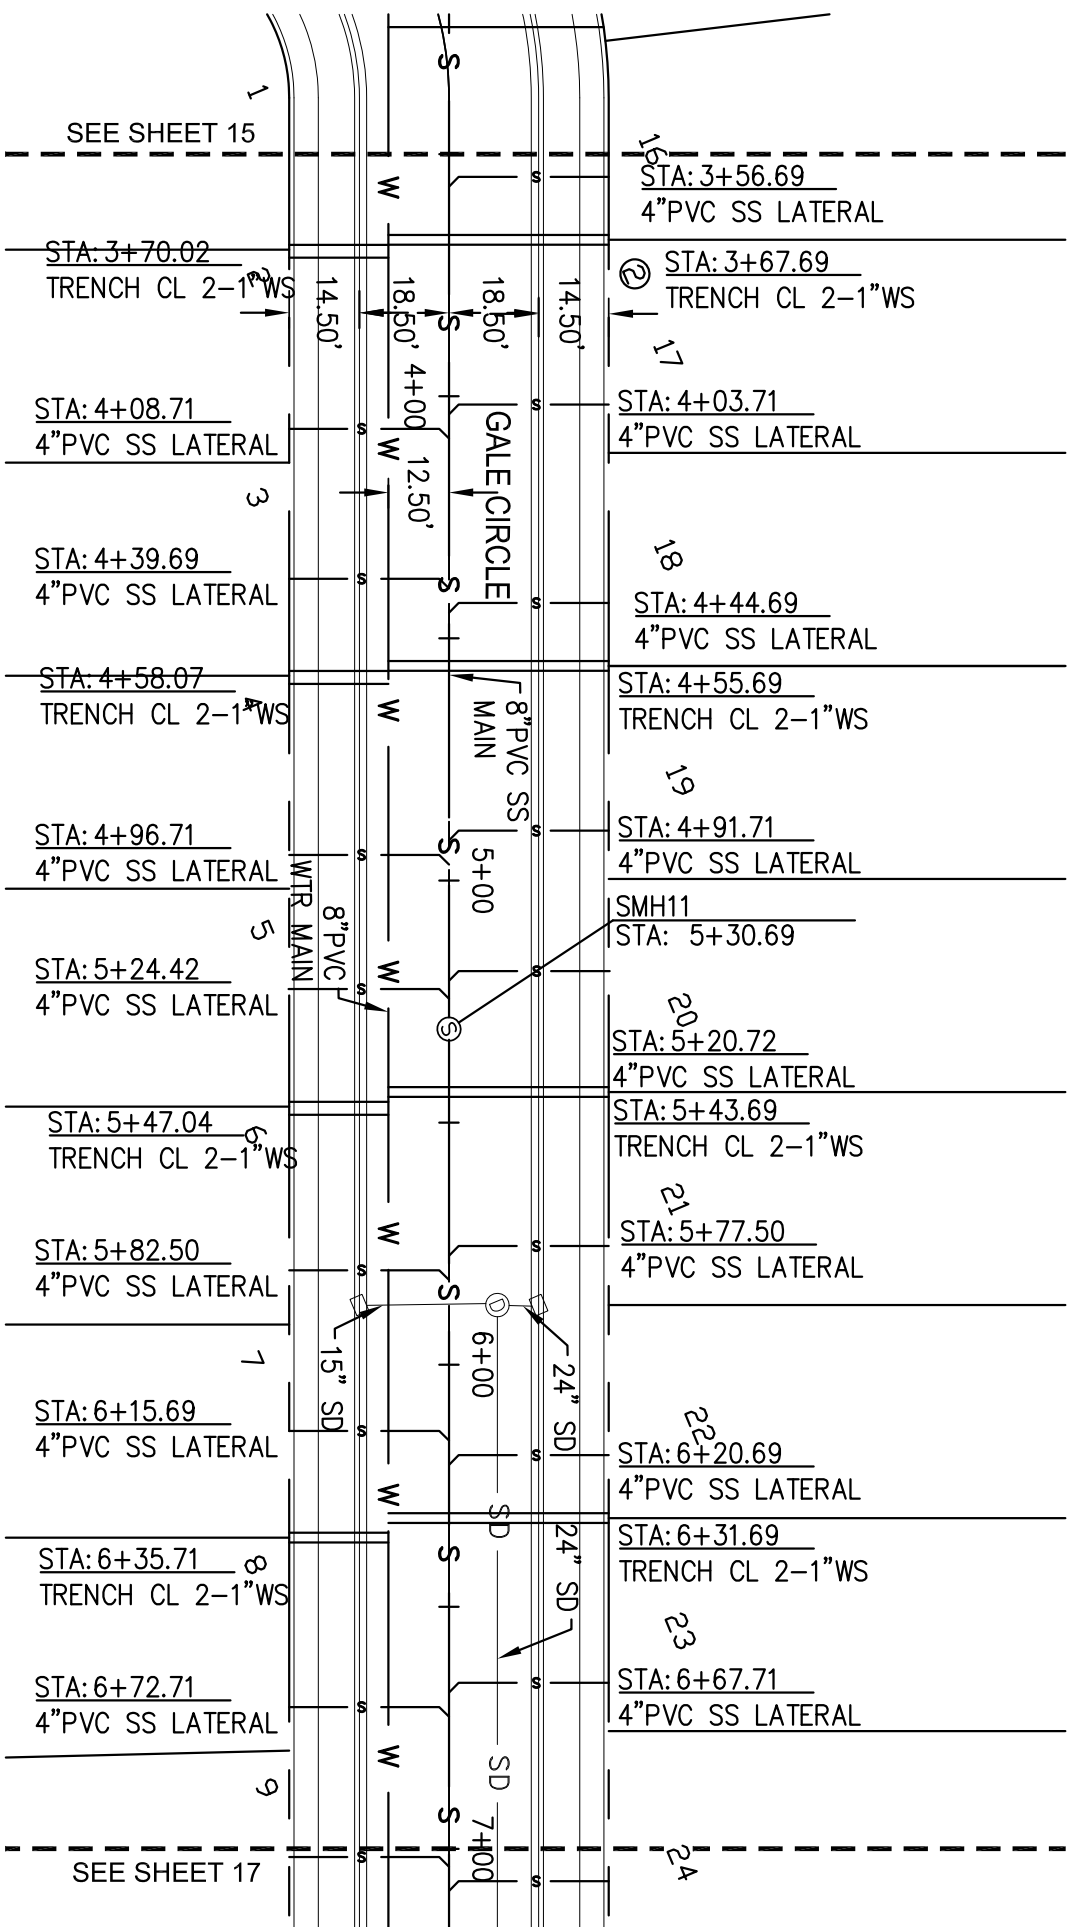 1
SEE SHEET 15
S
16
STA: 3+56.69
4"PVC SS LATERAL
W
S
STA: 3+70.02
TRENCH CL 2-1"WS
2
2
STA: 3+67.69
TRENCH CL 2-1"WS
14.50'
18.50'
18.50'
14.50'
S
17
4+00
STA: 4+08.71
4"PVC SS LATERAL
S
W
S
STA: 4+03.71
4"PVC SS LATERAL
GALE CIRCLE
12.50'
3
18
STA: 4+39.69
4"PVC SS LATERAL
S
S
S
STA: 4+44.69
4"PVC SS LATERAL
STA: 4+58.07
TRENCH CL 2-1"WS
4
W
8"PVC SS
MAIN
STA: 4+55.69
TRENCH CL 2-1"WS
19
STA: 4+96.71
4"PVC SS LATERAL
S
S
5+00
S
STA: 4+91.71
4"PVC SS LATERAL
8"PVC
WTR MAIN
SMH11
STA: 5+30.69
5
STA: 5+24.42
4"PVC SS LATERAL
S
W
S
S
20
STA: 5+20.72
4"PVC SS LATERAL
STA: 5+47.04
TRENCH CL 2-1"WS
6
STA: 5+43.69
TRENCH CL 2-1"WS
21
STA: 5+82.50
4"PVC SS LATERAL
S
W
S
S
STA: 5+77.50
4"PVC SS LATERAL
D
7
15" SD
6+00
24" SD
STA: 6+15.69
4"PVC SS LATERAL
S
W
S
22
STA: 6+20.69
4"PVC SS LATERAL
SD
24" SD
STA: 6+35.71
TRENCH CL 2-1"WS
8
S
STA: 6+31.69
TRENCH CL 2-1"WS
23
STA: 6+72.71
4"PVC SS LATERAL
S
W
S
STA: 6+67.71
4"PVC SS LATERAL
SD
9
S
7+00
24
SEE SHEET 17
S
S